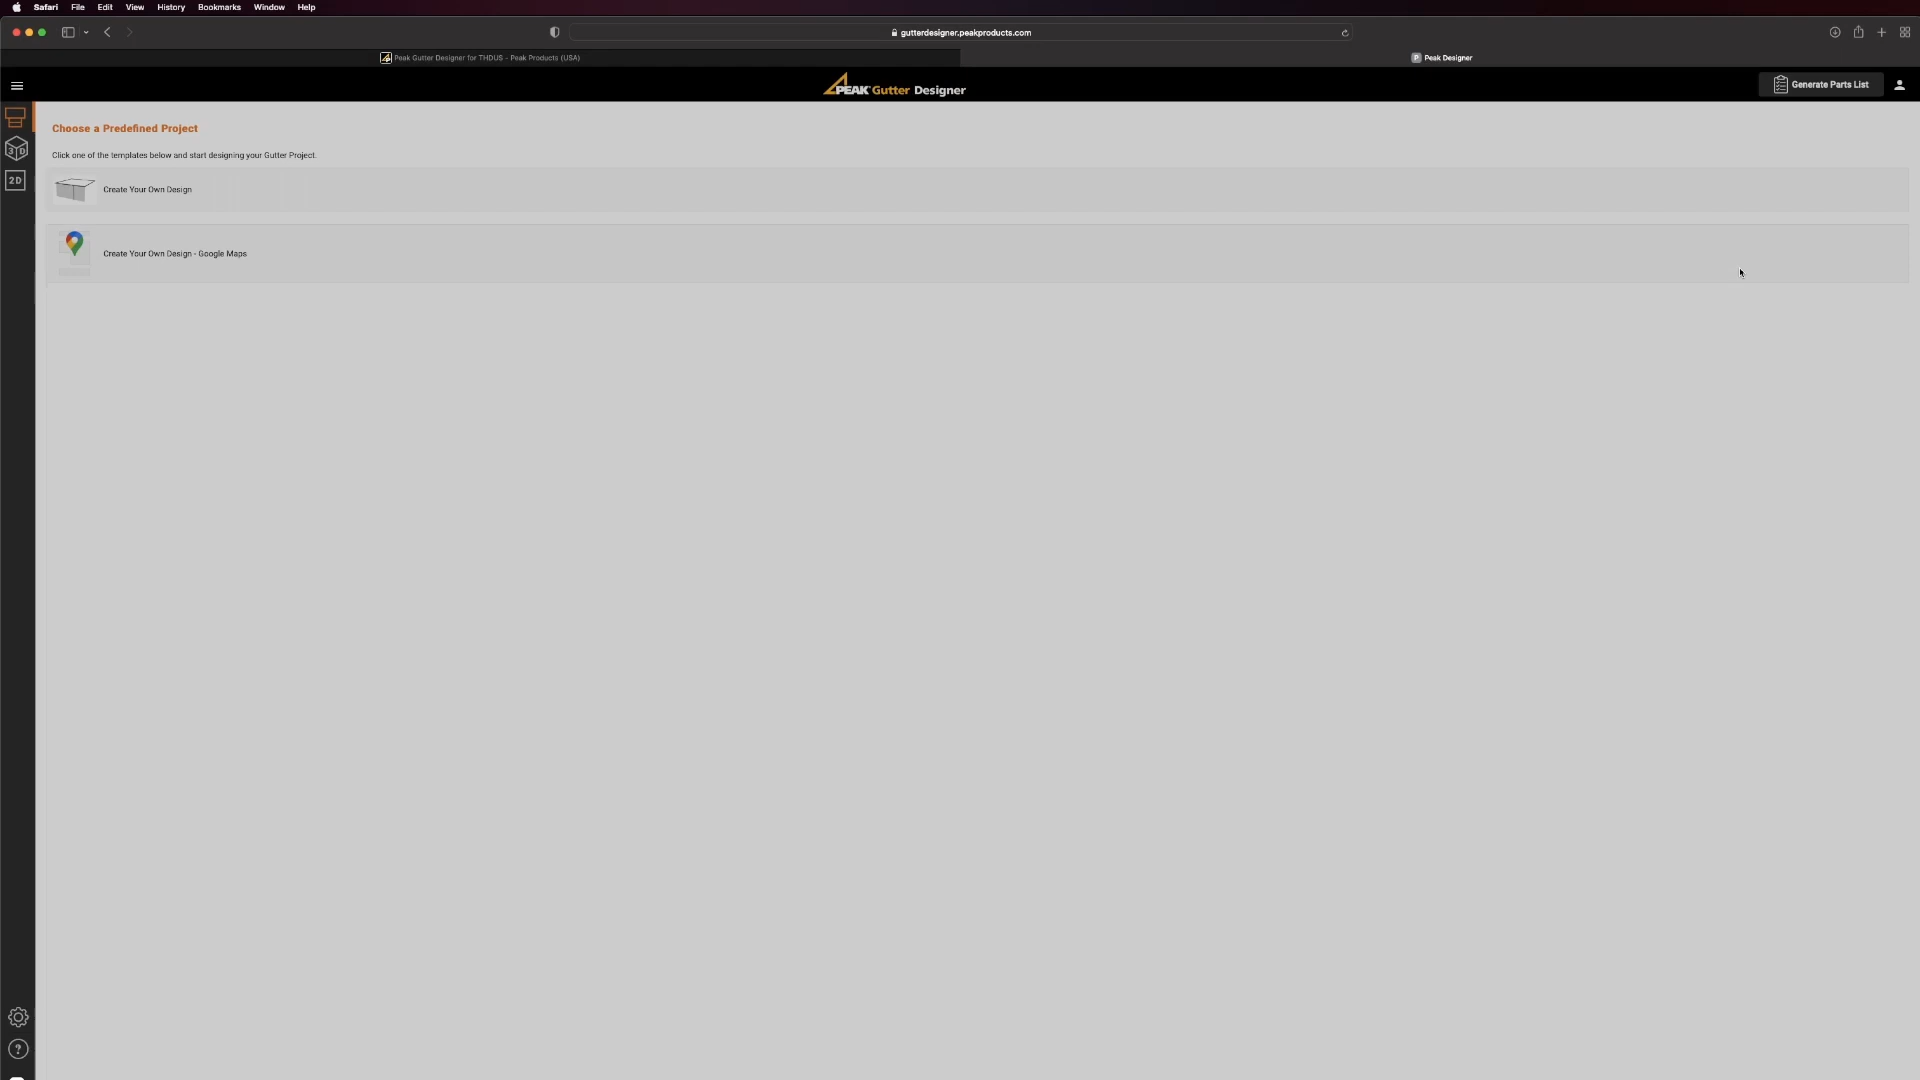 Safari File Edit View History Bookmarks Window Help
gutterdesigner.peakproducts.com
Peak Gutter Designer for THDUS - Peak Products (USA)
P Peak Designer
PEAK Gutter Designer
Generate Parts List
3D
2D
Choose a Predefined Project
Click one of the templates below and start designing your Gutter Project.
Create Your Own Design
Create Your Own Design - Google Maps
?